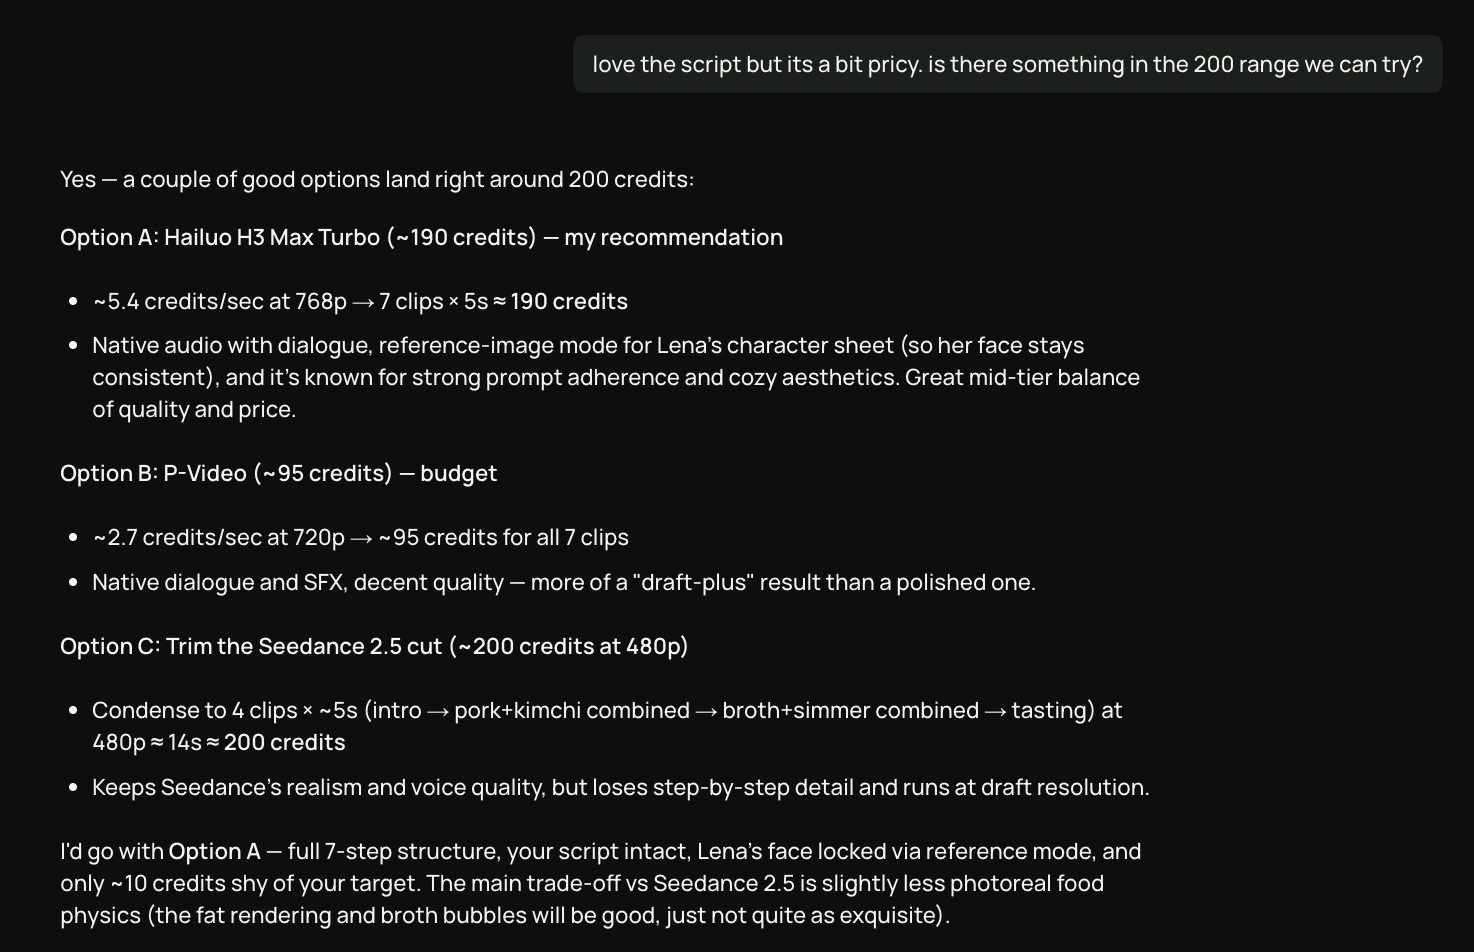 love the script but its a bit pricy. is there something in the 200 range we can try?
Yes — a couple of good options land right around 200 credits:
Option A: Hailuo H3 Max Turbo (~190 credits) — my recommendation
• ~5.4 credits/sec at 768p → 7 clips × 5s ≈ 190 credits
• Native audio with dialogue, reference-image mode for Lena's character sheet (so her face stays
consistent), and it's known for strong prompt adherence and cozy aesthetics. Great mid-tier balance
of quality and price.
Option B: P-Video (~95 credits) — budget
• ~2.7 credits/sec at 720p → ~95 credits for all 7 clips
• Native dialogue and SFX, decent quality — more of a "draft-plus" result than a polished one.
Option C: Trim the Seedance 2.5 cut (~200 credits at 480p)
• Condense to 4 clips × ~5s (intro → pork+kimchi combined → broth+simmer combined → tasting) at
480p ≈ 14s ≈ 200 credits
• Keeps Seedance's realism and voice quality, but loses step-by-step detail and runs at draft resolution.
I'd go with Option A — full 7-step structure, your script intact, Lena's face locked via reference mode, and
only ~10 credits shy of your target. The main trade-off vs Seedance 2.5 is slightly less photoreal food
physics (the fat rendering and broth bubbles will be good, just not quite as exquisite).